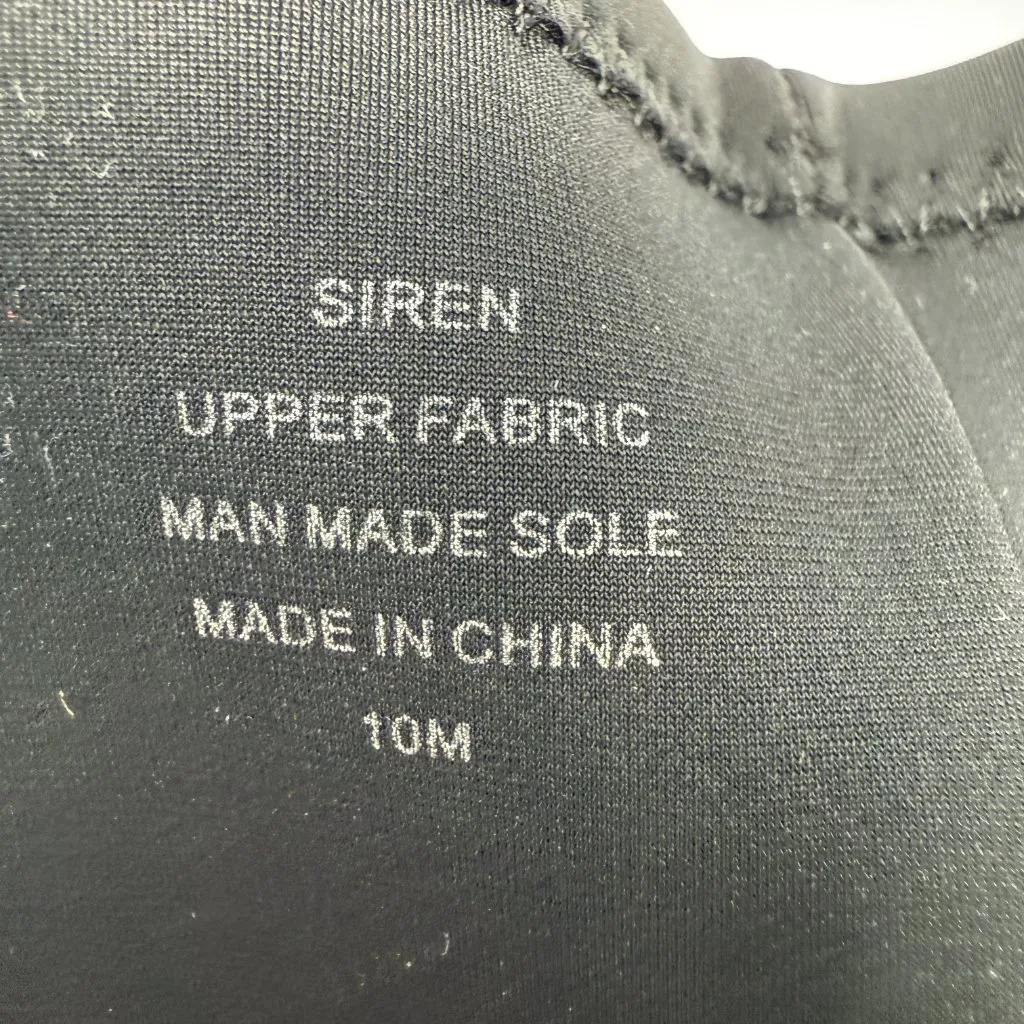 SIREN
UPPER FABRIC
MAN MADE SOLE
MADE IN CHINA
10M